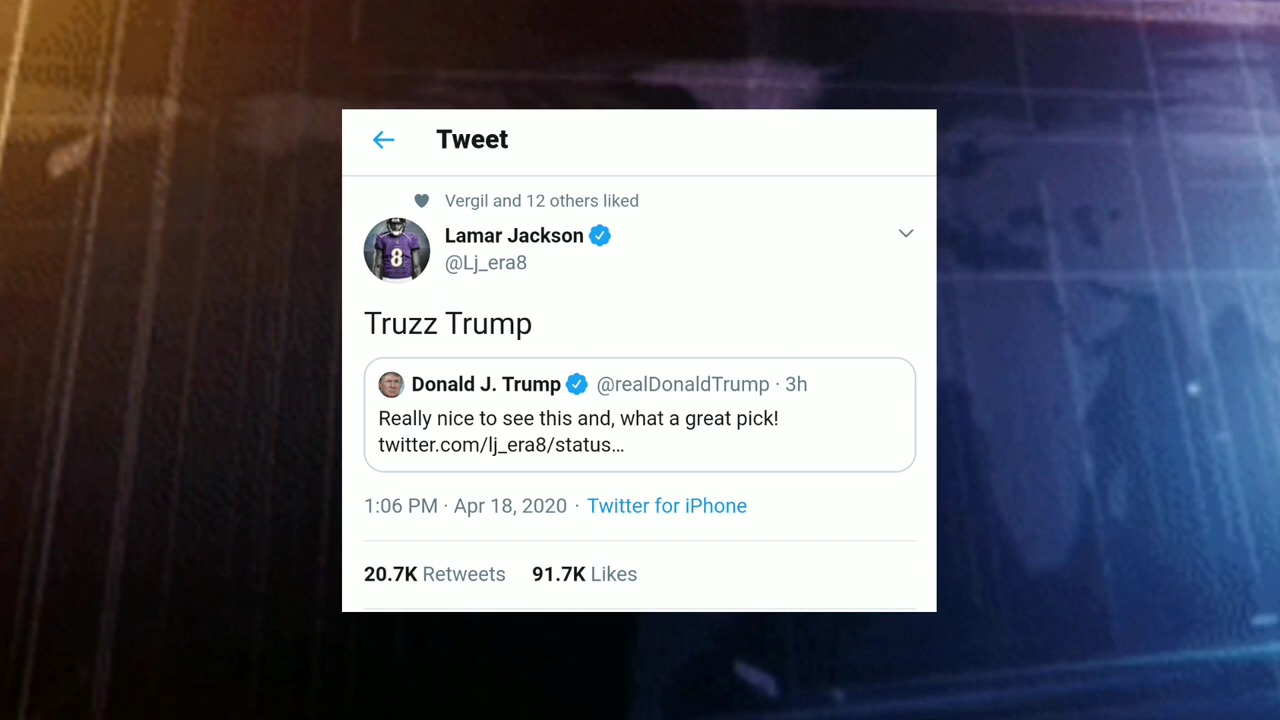 Tweet
Vergil and 12 others liked
Lamar Jackson
@Lj_era8
8
Truzz Trump
Donald J. Trump @realDonaldTrump · 3h
Really nice to see this and, what a great pick!
twitter.com/lj_era8/status...
1:06 PM · Apr 18, 2020 · Twitter for iPhone
20.7K Retweets 91.7K Likes